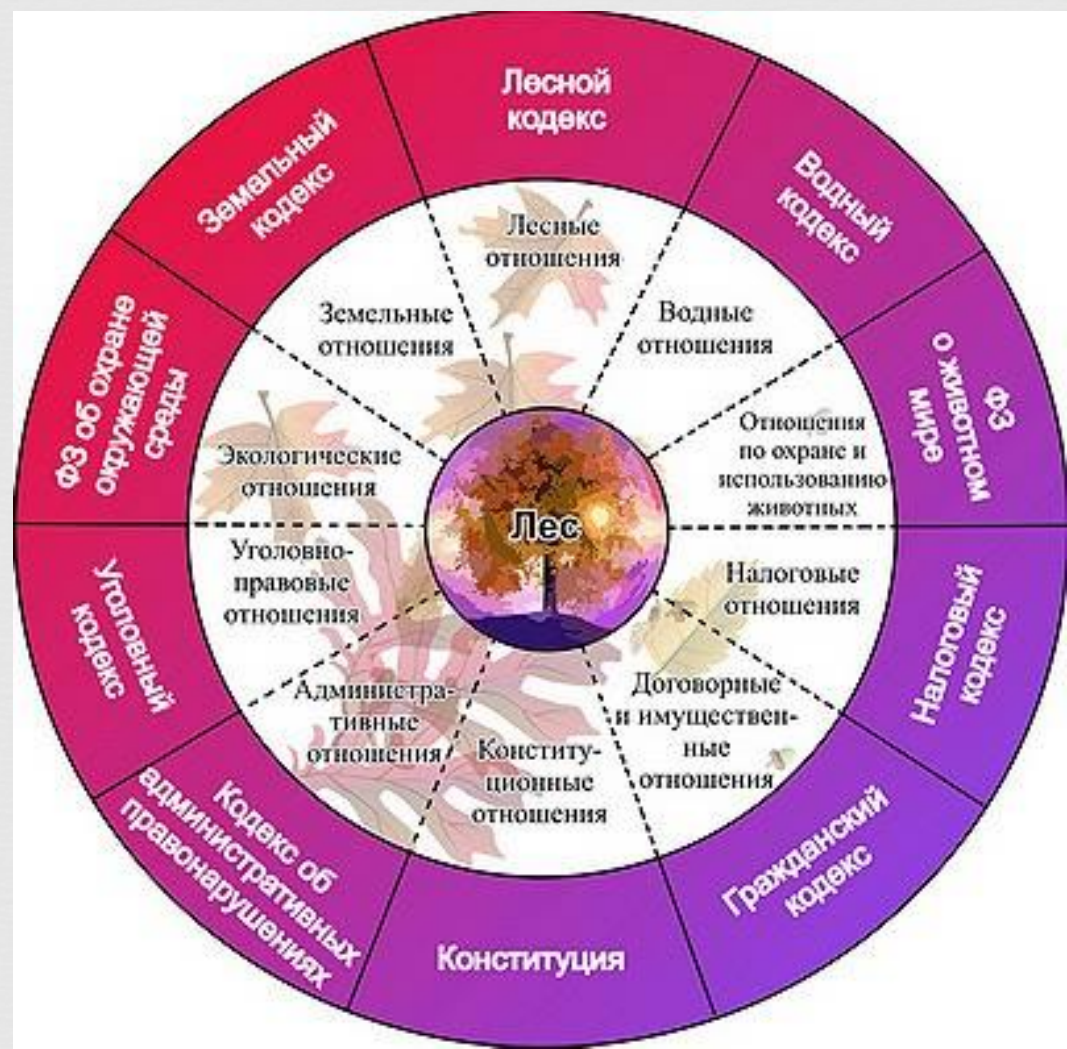 Лесной
кодекс
Водный
кодекс
ФЗ
о животном
мире
Налоговый
кодекс
Гражданский
кодекс
Конституция
Кодекс об
административных
правонарушениях
Уголовный
кодекс
ФЗ об охране
окружающей
среды
Земельный
кодекс
Лесные
отношения
Водные
отношения
Отношения
по охране и
использованию
животных
Налоговые
отношения
Договорные
и имуществен-
ные
отношения
Конститу-
ционные
отношения
Администра-
тивные
отношения
Уголовно-
правовые
отношения
Экологические
отношения
Земельные
отношения
Лес